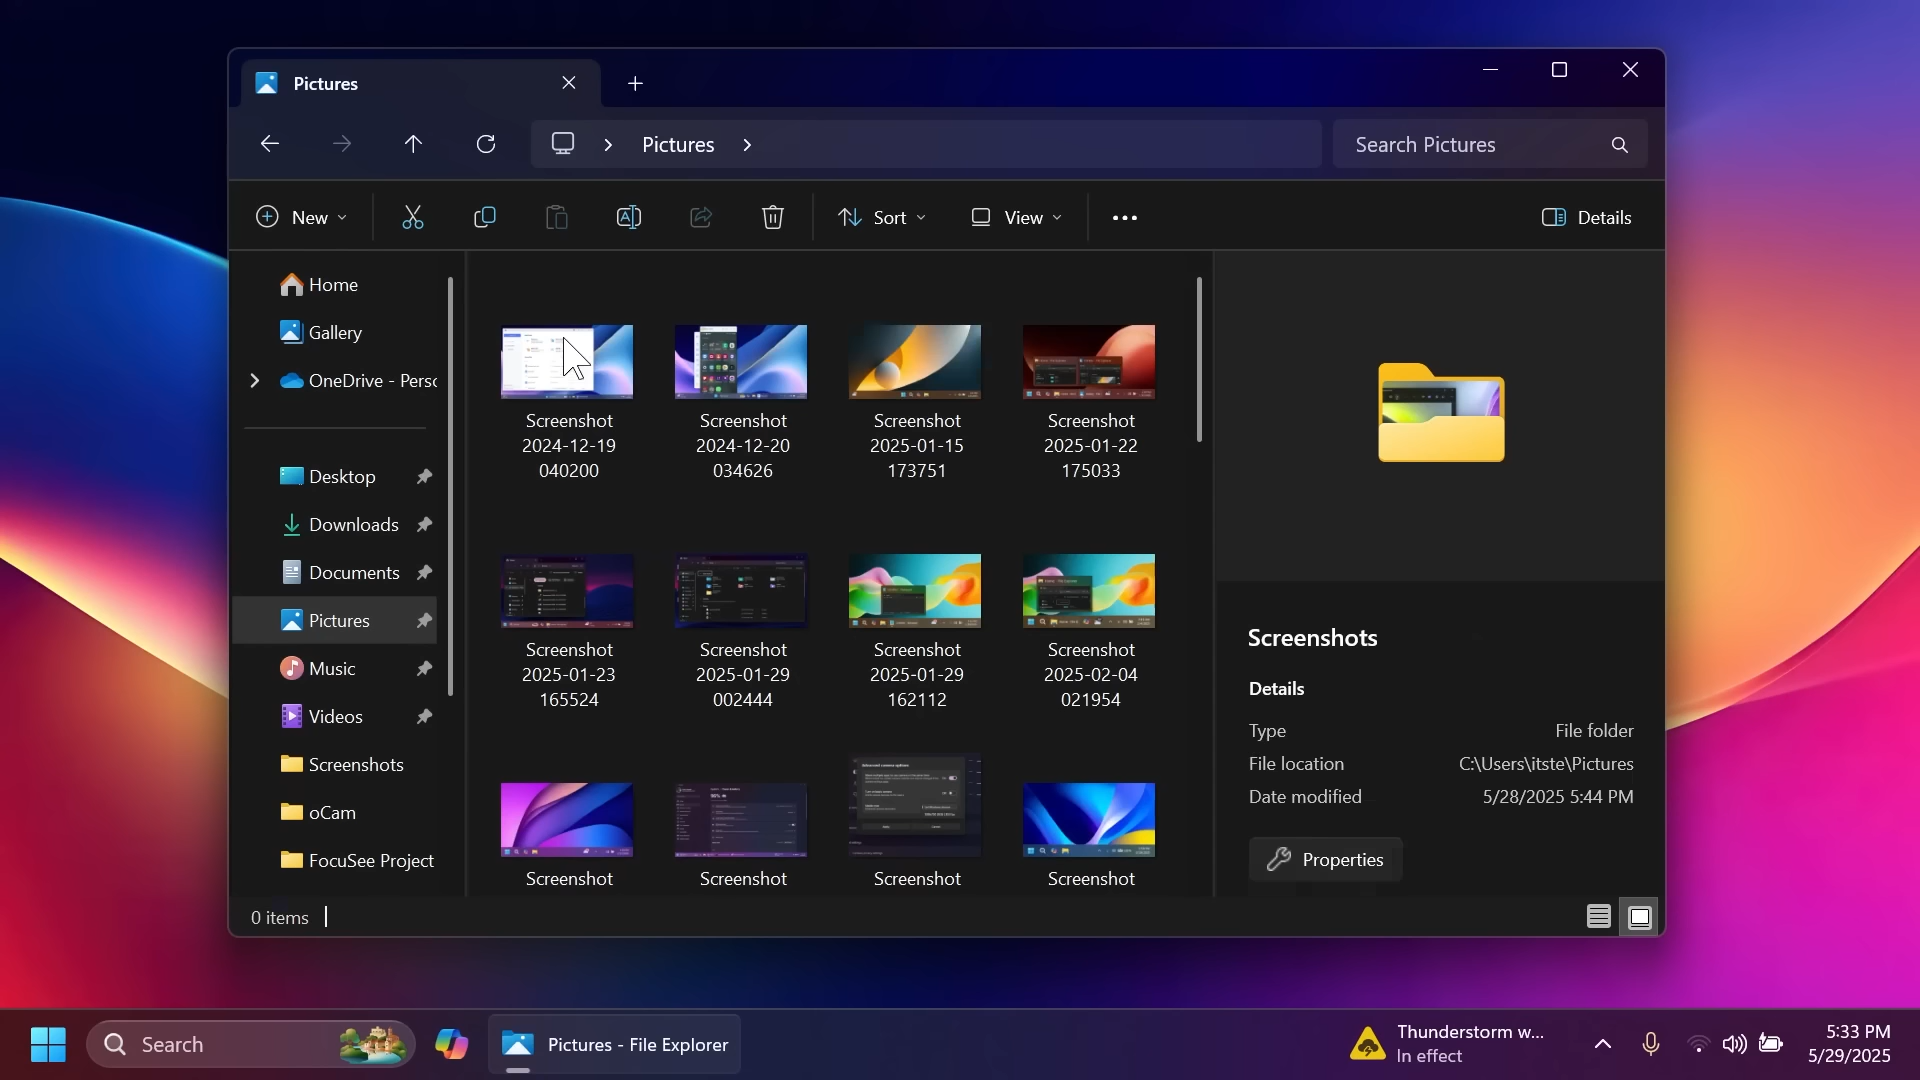 Pictures
Pictures
Search Pictures
New
Sort
View
Details
Home
Gallery
OneDrive - Perso
Desktop
Downloads
Documents
Pictures
Music
Videos
Screenshots
oCam
FocuSee Project
Screenshot
2024-12-19
040200
Screenshot
2024-12-20
034626
Screenshot
2025-01-15
173751
Screenshot
2025-01-22
175033
Screenshot
2025-01-23
165524
Screenshot
2025-01-29
002444
Screenshot
2025-01-29
162112
Screenshot
2025-02-04
021954
Screenshot
Screenshot
Screenshot
Screenshot
Screenshots
Details
Type File folder
File location C:\Users\itste\Pictures
Date modified 5/28/2025 5:44 PM
Properties
0 items
Search
Pictures - File Explorer
Thunderstorm w...
In effect
5:33 PM
5/29/2025